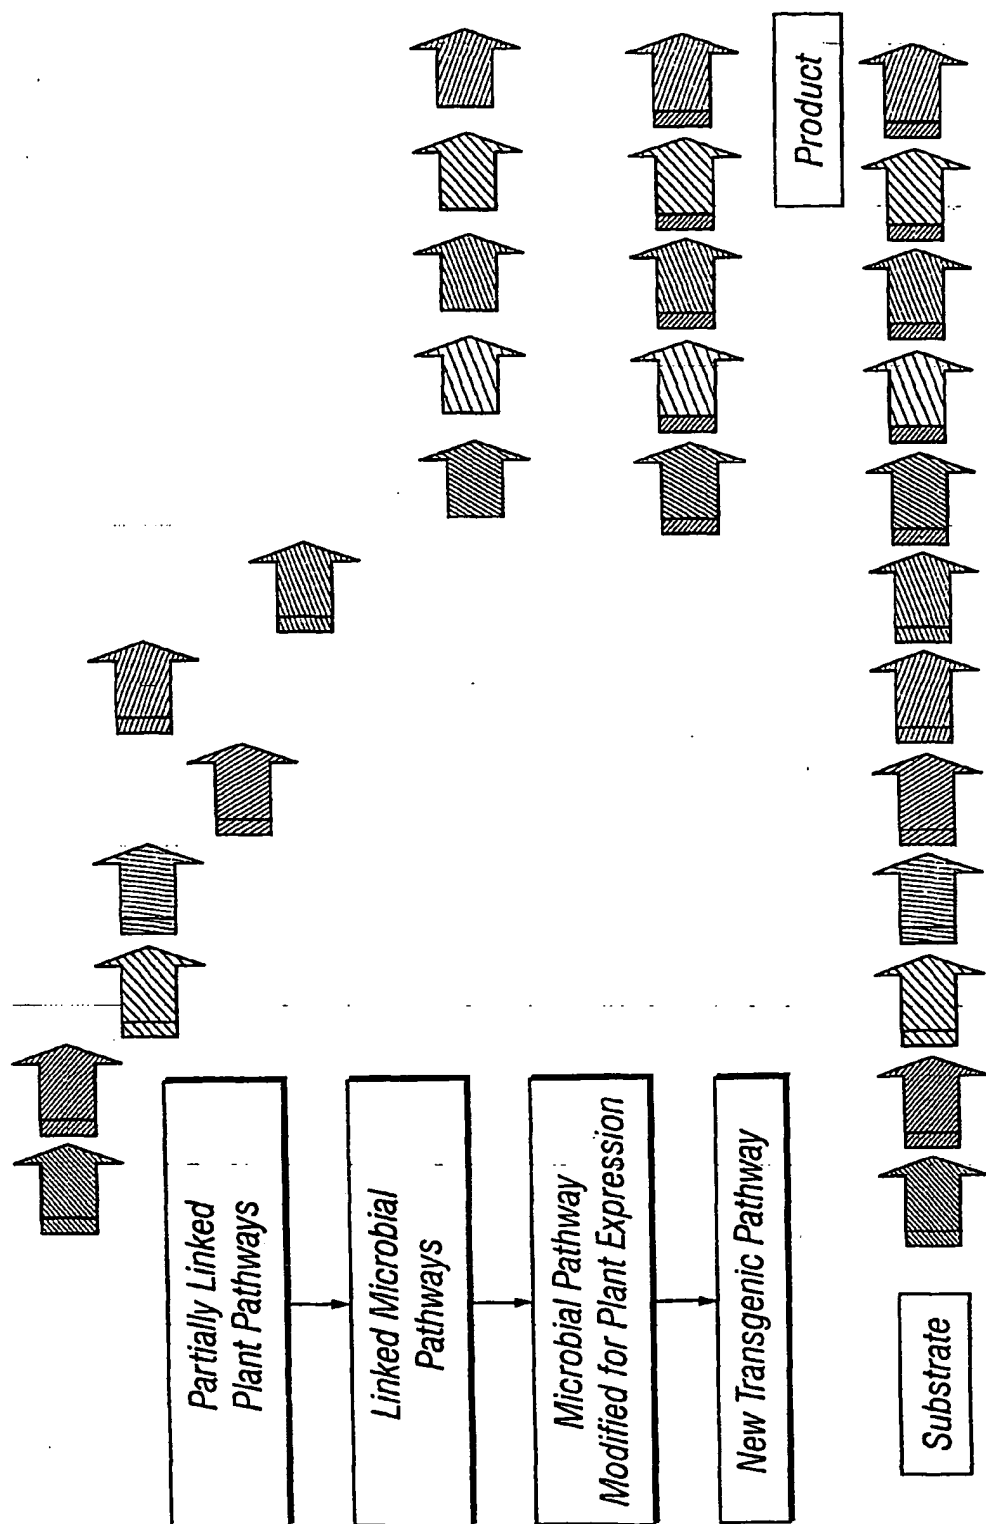 Partially Linked
Plant Pathways
Linked Microbial
Pathways
Microbial Pathway
Modified for Plant Expression
New Transgenic Pathway
Product
Substrate